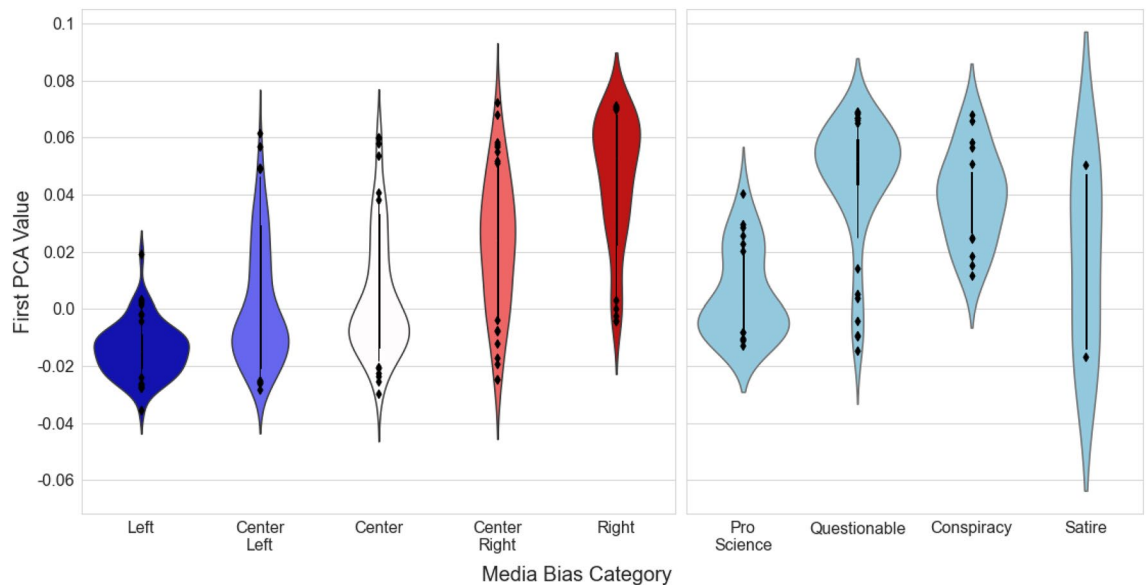 0.1
0.08
0.06
0.04
0.02
0.0
-0.02
-0.04
-0.06
First PCA Value
Left
Center
Left
Center
Center
Right
Right
Pro
Science
Questionable
Conspiracy
Satire
Media Bias Category